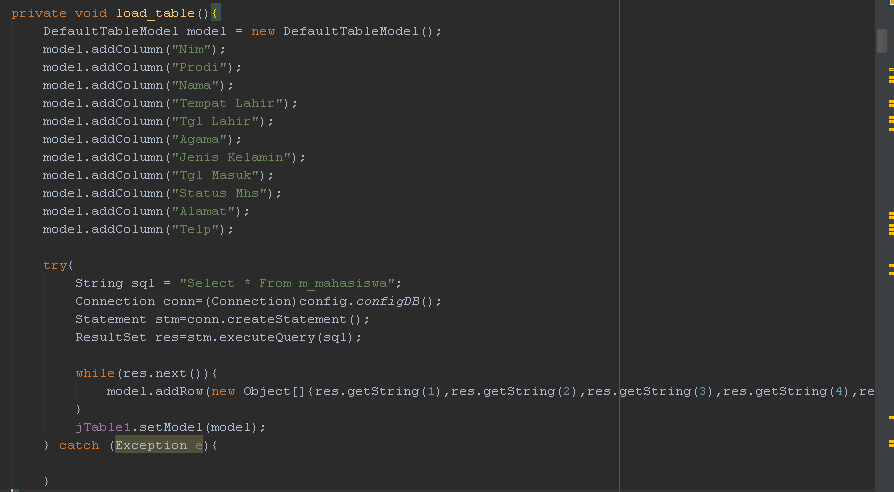 private void load_table(){
DefaultTableModel model = new DefaultTableModel();
model.addColumn("Nim");
model.addColumn("Prodi");
model.addColumn("Nama");
model.addColumn("Tempat Lahir");
model.addColumn("Tgl Lahir");
model.addColumn("Agama");
model.addColumn("Jenis Kelamin");
model.addColumn("Tgl Masuk");
model.addColumn("Status Mhs");
model.addColumn("Alamat");
model.addColumn("Telp");
try{
String sql = "Select * From m_mahasiswa";
Connection conn=(Connection)config.configDB();
Statement stm=conn.createStatement();
ResultSet res=stm.executeQuery(sql);
while(res.next()){
model.addRow(new Object[]{res.getString(1),res.getString(2),res.getString(3),res.getString(4),re
}
jTable1.setModel(model);
} catch (Exception e){
}